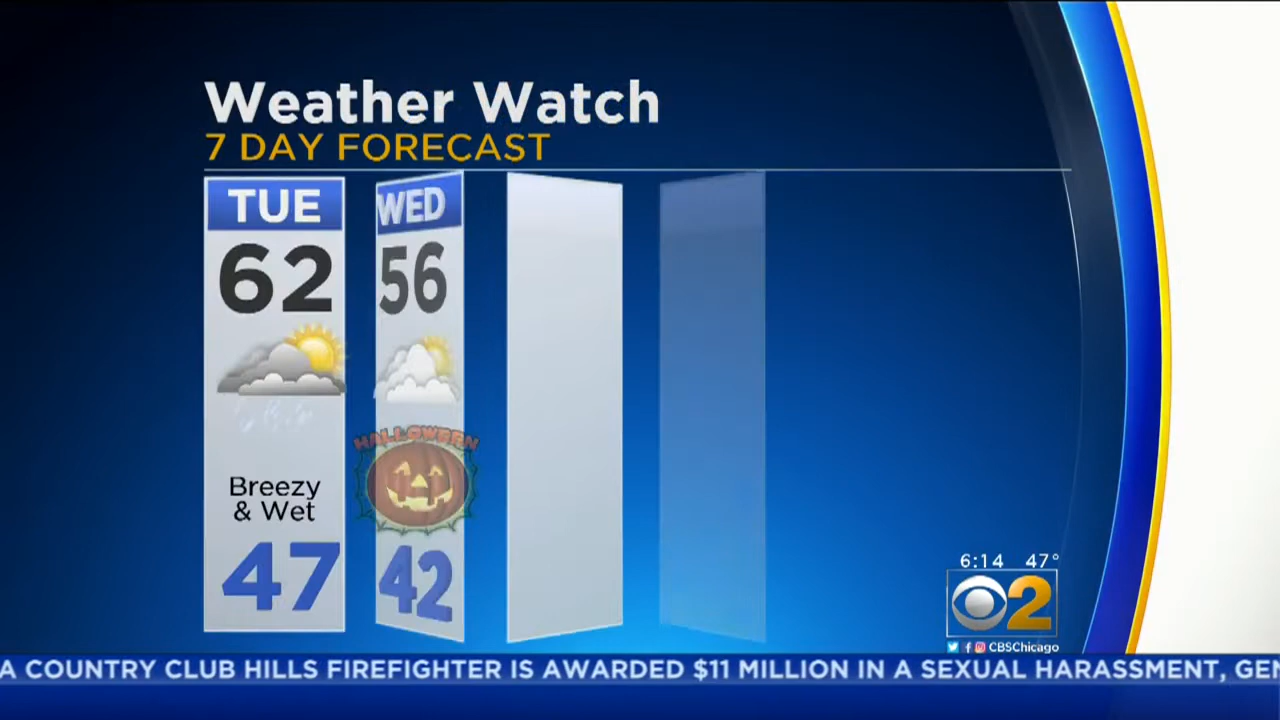 Weather Watch
7 DAY FORECAST
TUE
62
Breezy
& Wet
47
WED
56
HALLOWEEN
42
6:14 47°
2
CBSChicago
A COUNTRY CLUB HILLS FIREFIGHTER IS AWARDED $11 MILLION IN A SEXUAL HARASSMENT, GEN